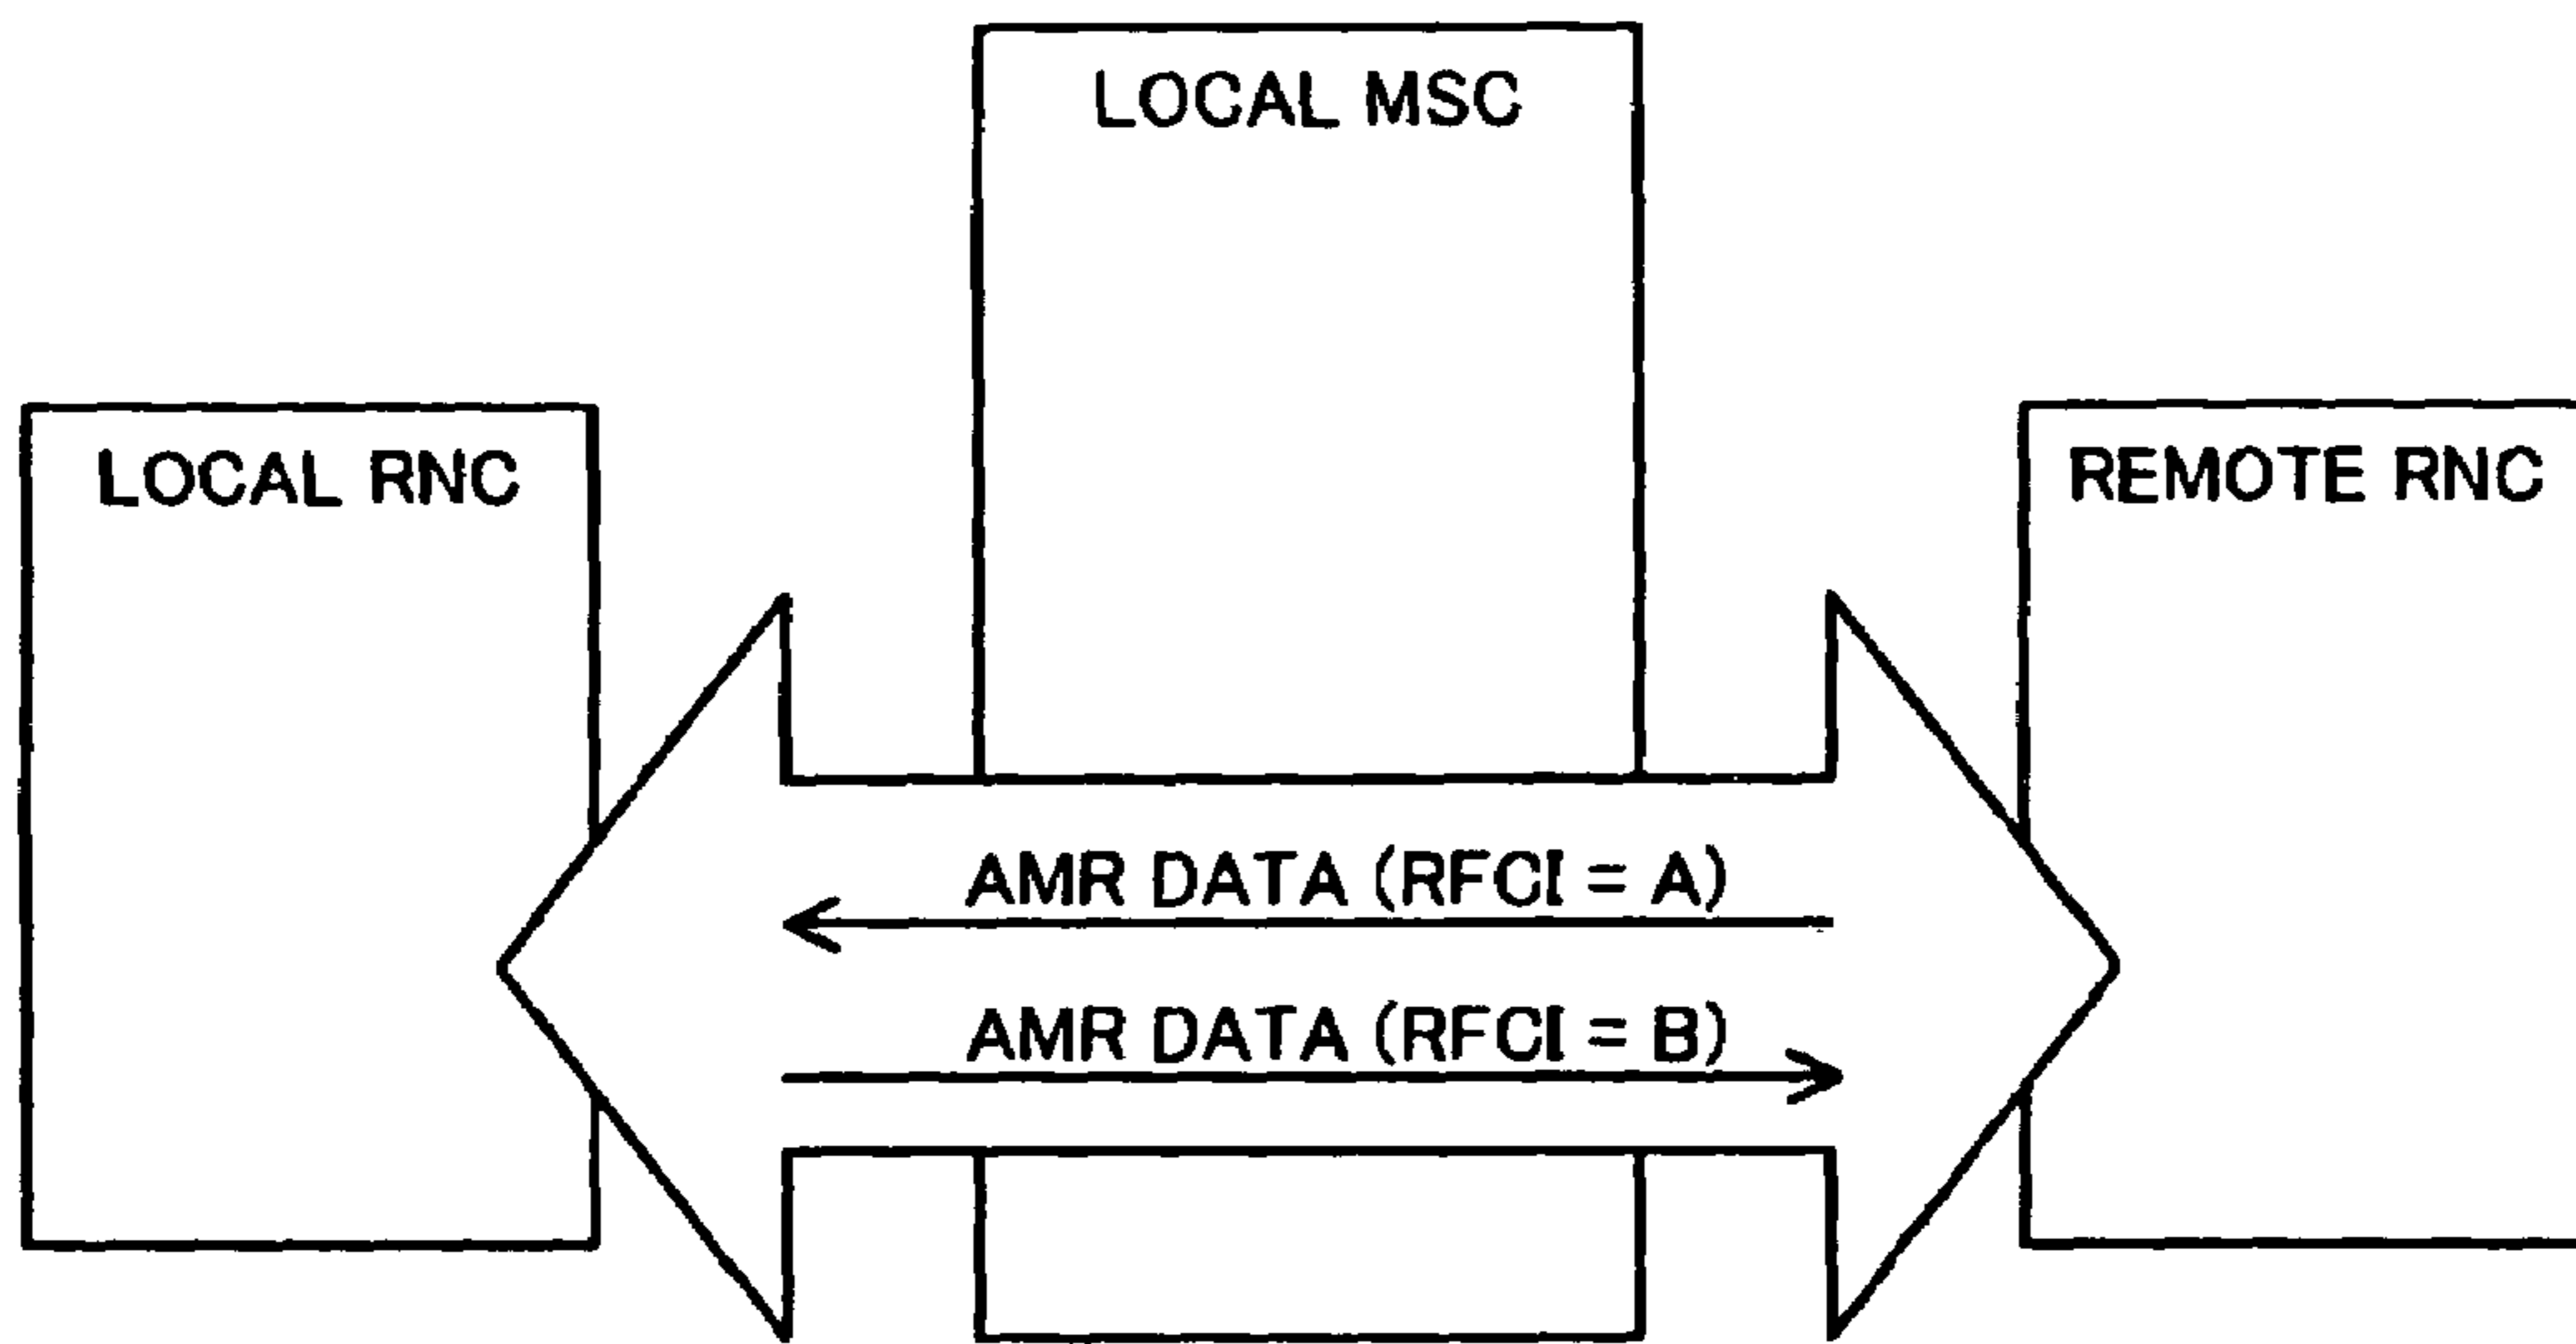 LOCAL MSC
LOCAL RNC
REMOTE RNC
AMR DATA (RFCI = A)
AMR DATA (RFCI = B)